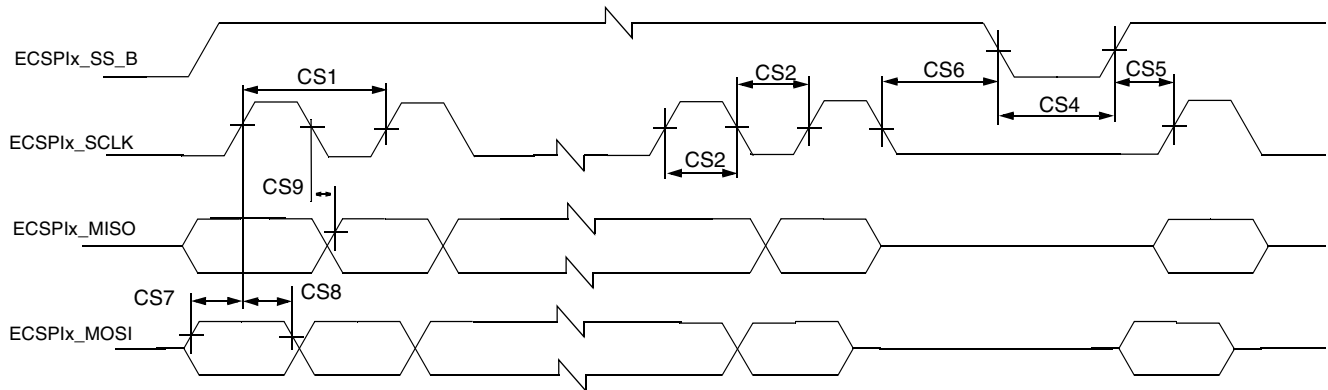 ECSPIx_SS_B
CS1
CS2
CS6
CS5
CS4
ECSPIx_SCLK
CS2
CS9
ECSPIx_MISO
CS7
CS8
ECSPIx_MOSI